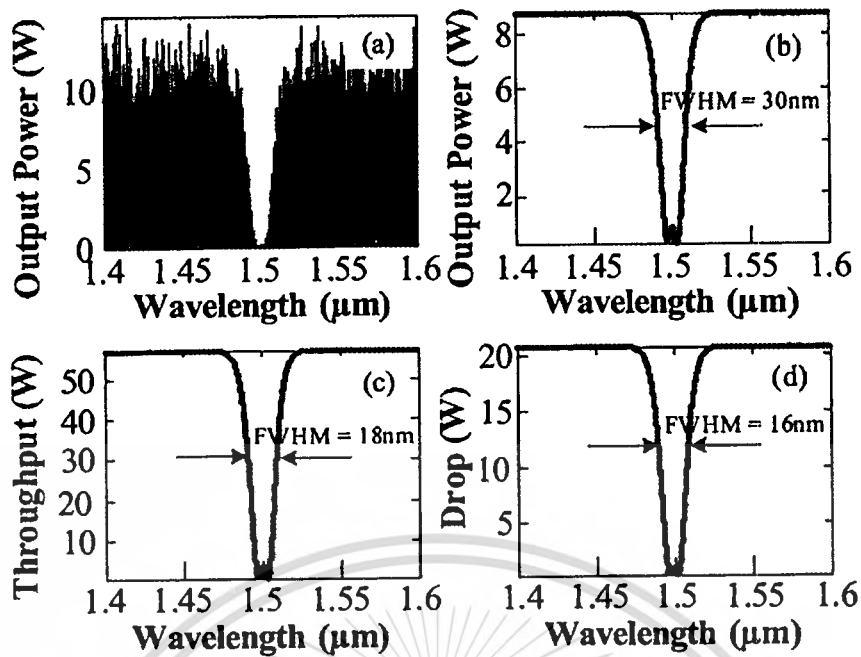 (a)
Output Power (W)
10
5
0
1.4 1.45 1.5 1.55 1.6
Wavelength (µm)
(b)
Output Power (W)
8
6
4
2
FWHM = 30nm
1.4 1.45 1.5 1.55 1.6
Wavelength (µm)
(c)
Throughput (W)
50
40
30
20
10
FWHM = 18nm
1.4 1.45 1.5 1.55 1.6
Wavelength (µm)
(d)
Drop (W)
20
15
10
5
FWHM = 16nm
1.4 1.45 1.5 1.55 1.6
Wavelength (µm)